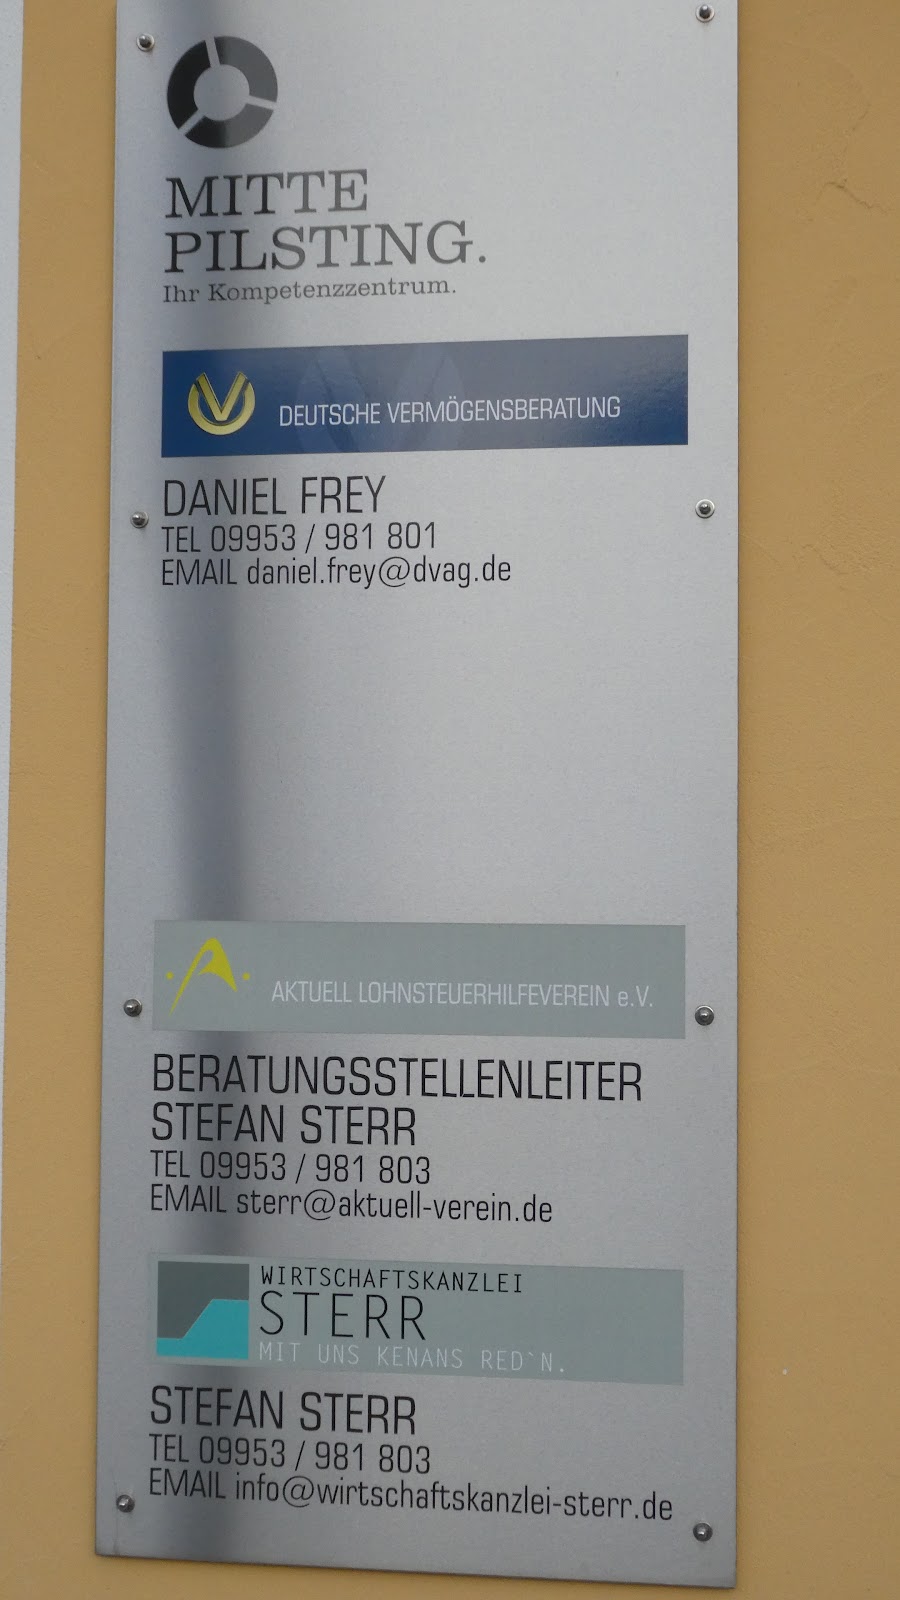 MITTE
PILSTING.
Ihr Kompetenzzentrum.
DEUTSCHE VERMÖGENSBERATUNG
DANIEL FREY
TEL 09953 / 981 801
EMAIL daniel.frey@dvag.de
AKTUELL LOHNSTEUERHILFEVEREIN e.V.
BERATUNGSSTELLENLEITER
STEFAN STERR
TEL 09953 / 981 803
EMAIL sterr@aktuell-verein.de
WIRTSCHAFTSKANZLEI
STERR
MIT UNS KENANS RED`N.
STEFAN STERR
TEL 09953 / 981 803
EMAIL info@wirtschaftskanzlei-sterr.de